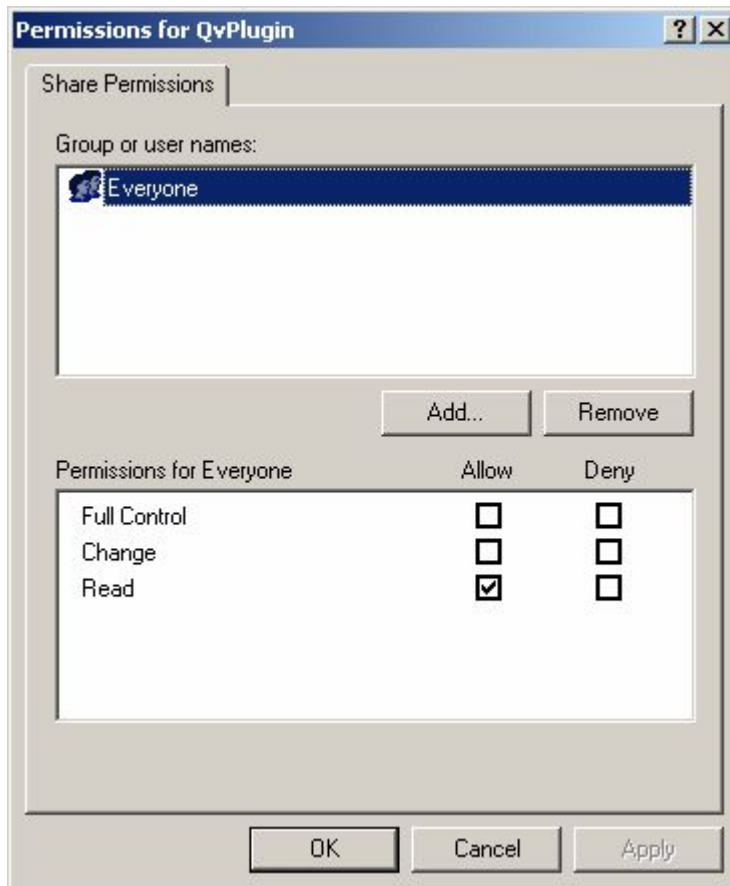 Permissions for QvPlugin
Share Permissions
Group or user names:
Everyone
Add... Remove
Permissions for Everyone Allow Deny
Full Control
Change
Read
OK Cancel Apply